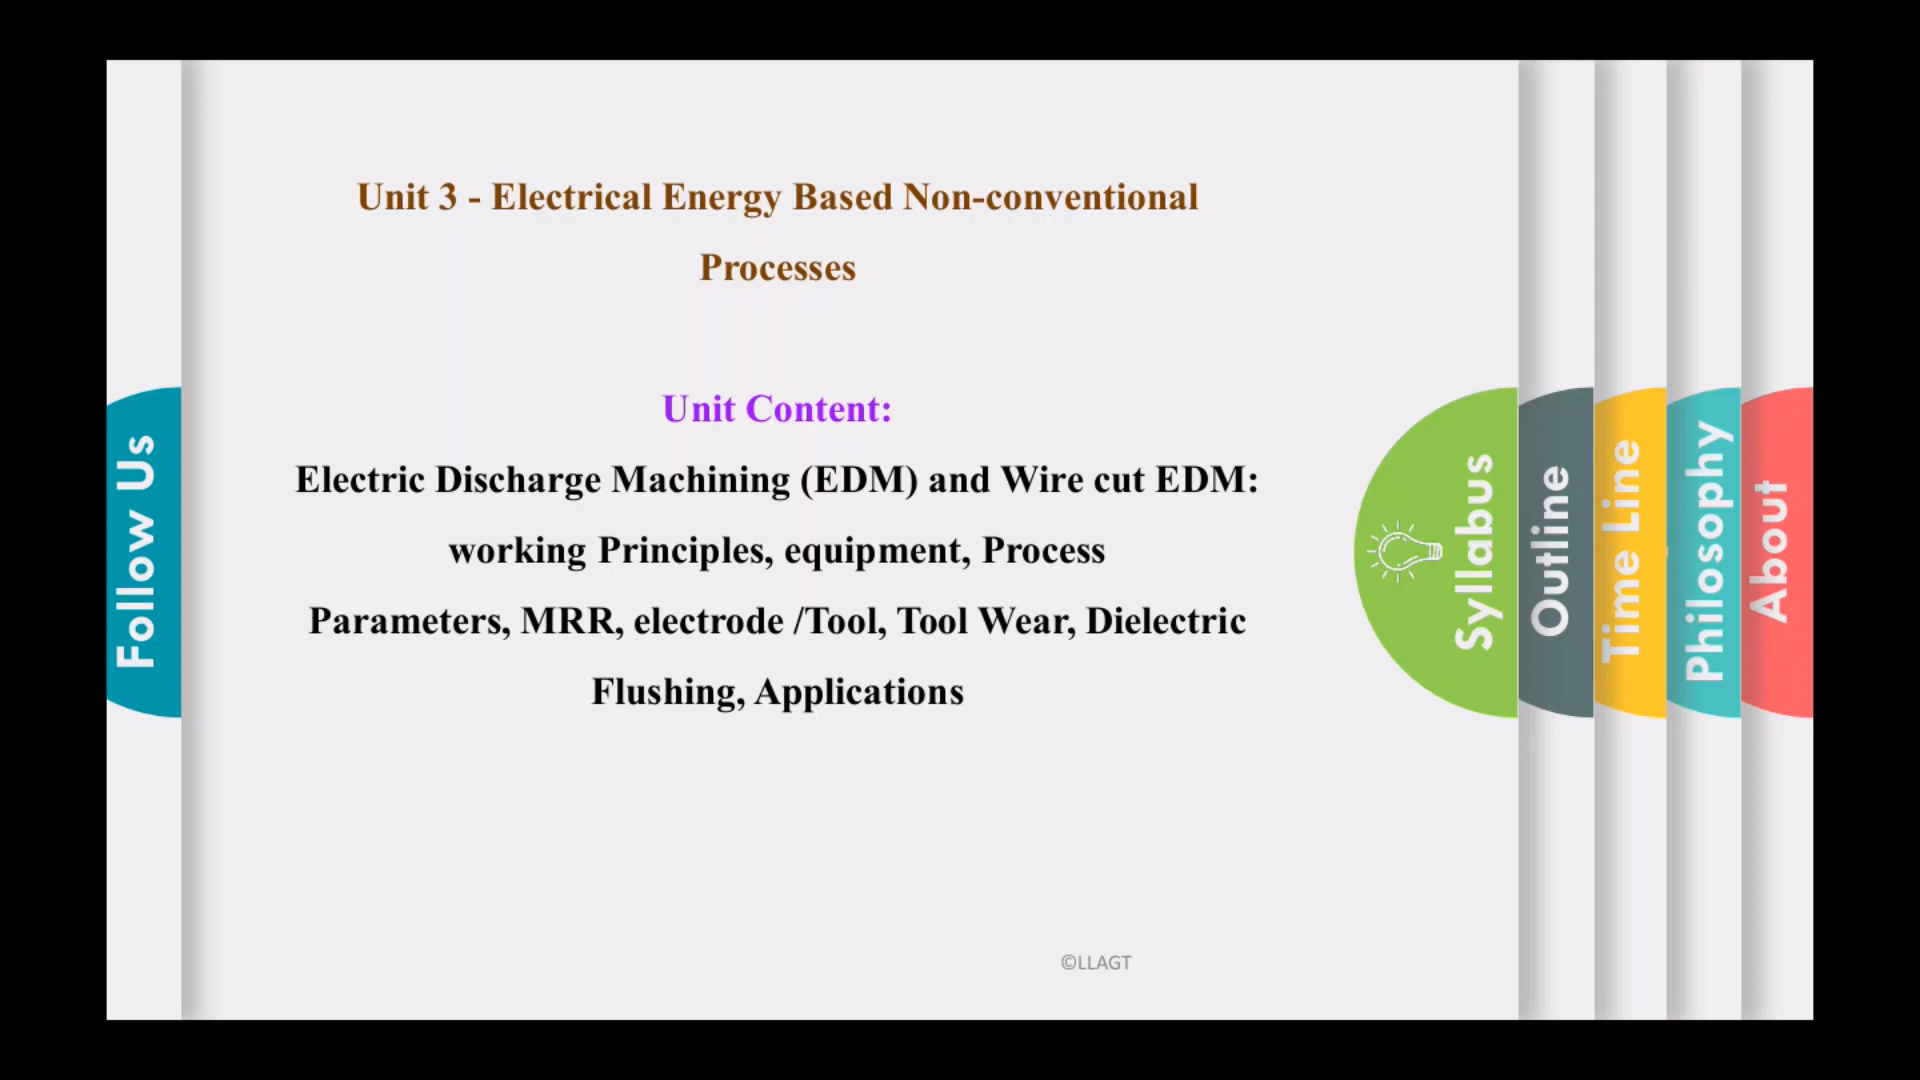 Unit 3 - Electrical Energy Based Non-conventional
Processes
Unit Content:
Electric Discharge Machining (EDM) and Wire cut EDM:
working Principles, equipment, Process
Parameters, MRR, electrode /Tool, Tool Wear, Dielectric
Flushing, Applications
Follow Us
Syllabus
Outline
Time Line
Philosophy
About
©LLAGT